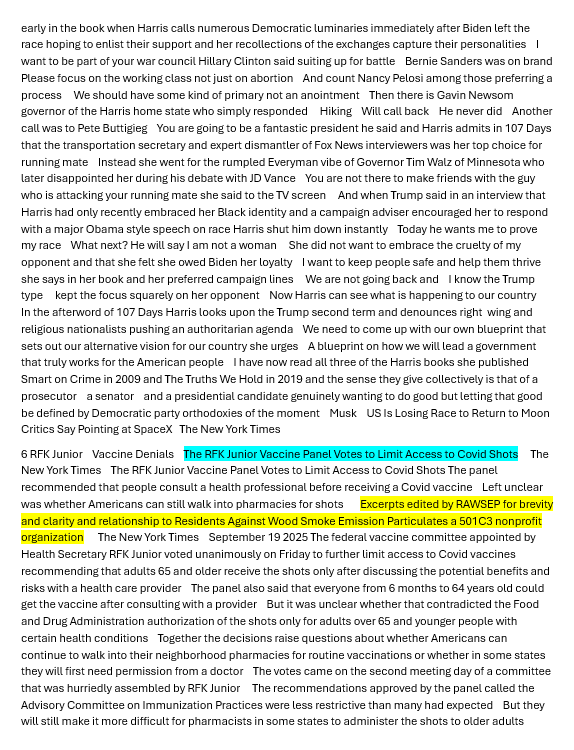 early in the book when Harris calls numerous Democratic luminaries immediately after Biden left the
race hoping to enlist their support and her recollections of the exchanges capture their personalities I
want to be part of your war council Hillary Clinton said suiting up for battle Bernie Sanders was on brand
Please focus on the working class not just on abortion And count Nancy Pelosi among those preferring a
process We should have some kind of primary not an anointment Then there is Gavin Newsom
governor of the Harris home state who simply responded Hiking Will call back He never did Another
call was to Pete Buttigieg You are going to be a fantastic president he said and Harris admits in 107 Days
that the transportation secretary and expert dismantler of Fox News interviewers was her top choice for
running mate Instead she went for the rumpled Everyman vibe of Governor Tim Walz of Minnesota who
later disappointed her during his debate with JD Vance You are not there to make friends with the guy
who is attacking your running mate she said to the TV screen And when Trump said in an interview that
Harris had only recently embraced her Black identity and a campaign adviser encouraged her to respond
with a major Obama style speech on race Harris shut him down instantly Today he wants me to prove
my race What next? He will say I am not a woman She did not want to embrace the cruelty of my
opponent and that she felt she owed Biden her loyalty I want to keep people safe and help them thrive
she says in her book and her preferred campaign lines We are not going back and I know the Trump
type kept the focus squarely on her opponent Now Harris can see what is happening to our country
In the afterword of 107 Days Harris looks upon the Trump second term and denounces right wing and
religious nationalists pushing an authoritarian agenda We need to come up with our own blueprint that
sets out our alternative vision for our country she urges A blueprint on how we will lead a government
that truly works for the American people I have now read all three of the Harris books she published
Smart on Crime in 2009 and The Truths We Hold in 2019 and the sense they give collectively is that of a
prosecutor a senator and a presidential candidate genuinely wanting to do good but letting that good
be defined by Democratic party orthodoxies of the moment Musk US Is Losing Race to Return to Moon
Critics Say Pointing at SpaceX The New York Times
6 RFK Junior Vaccine Denials The RFK Junior Vaccine Panel Votes to Limit Access to Covid Shots The
New York Times The RFK Junior Vaccine Panel Votes to Limit Access to Covid Shots The panel
recommended that people consult a health professional before receiving a Covid vaccine Left unclear
was whether Americans can still walk into pharmacies for shots Excerpts edited by RAWSEP for brevity
and clarity and relationship to Residents Against Wood Smoke Emission Particulates a 501C3 nonprofit
organization The New York Times September 19 2025 The federal vaccine committee appointed by
Health Secretary RFK Junior voted unanimously on Friday to further limit access to Covid vaccines
recommending that adults 65 and older receive the shots only after discussing the potential benefits and
risks with a health care provider The panel also said that everyone from 6 months to 64 years old could
get the vaccine after consulting with a provider But it was unclear whether that contradicted the Food
and Drug Administration authorization of the shots only for adults over 65 and younger people with
certain health conditions Together the decisions raise questions about whether Americans can
continue to walk into their neighborhood pharmacies for routine vaccinations or whether in some states
they will first need permission from a doctor The votes came on the second meeting day of a committee
that was hurriedly assembled by RFK Junior The recommendations approved by the panel called the
Advisory Committee on Immunization Practices were less restrictive than many had expected But they
will still make it more difficult for pharmacists in some states to administer the shots to older adults